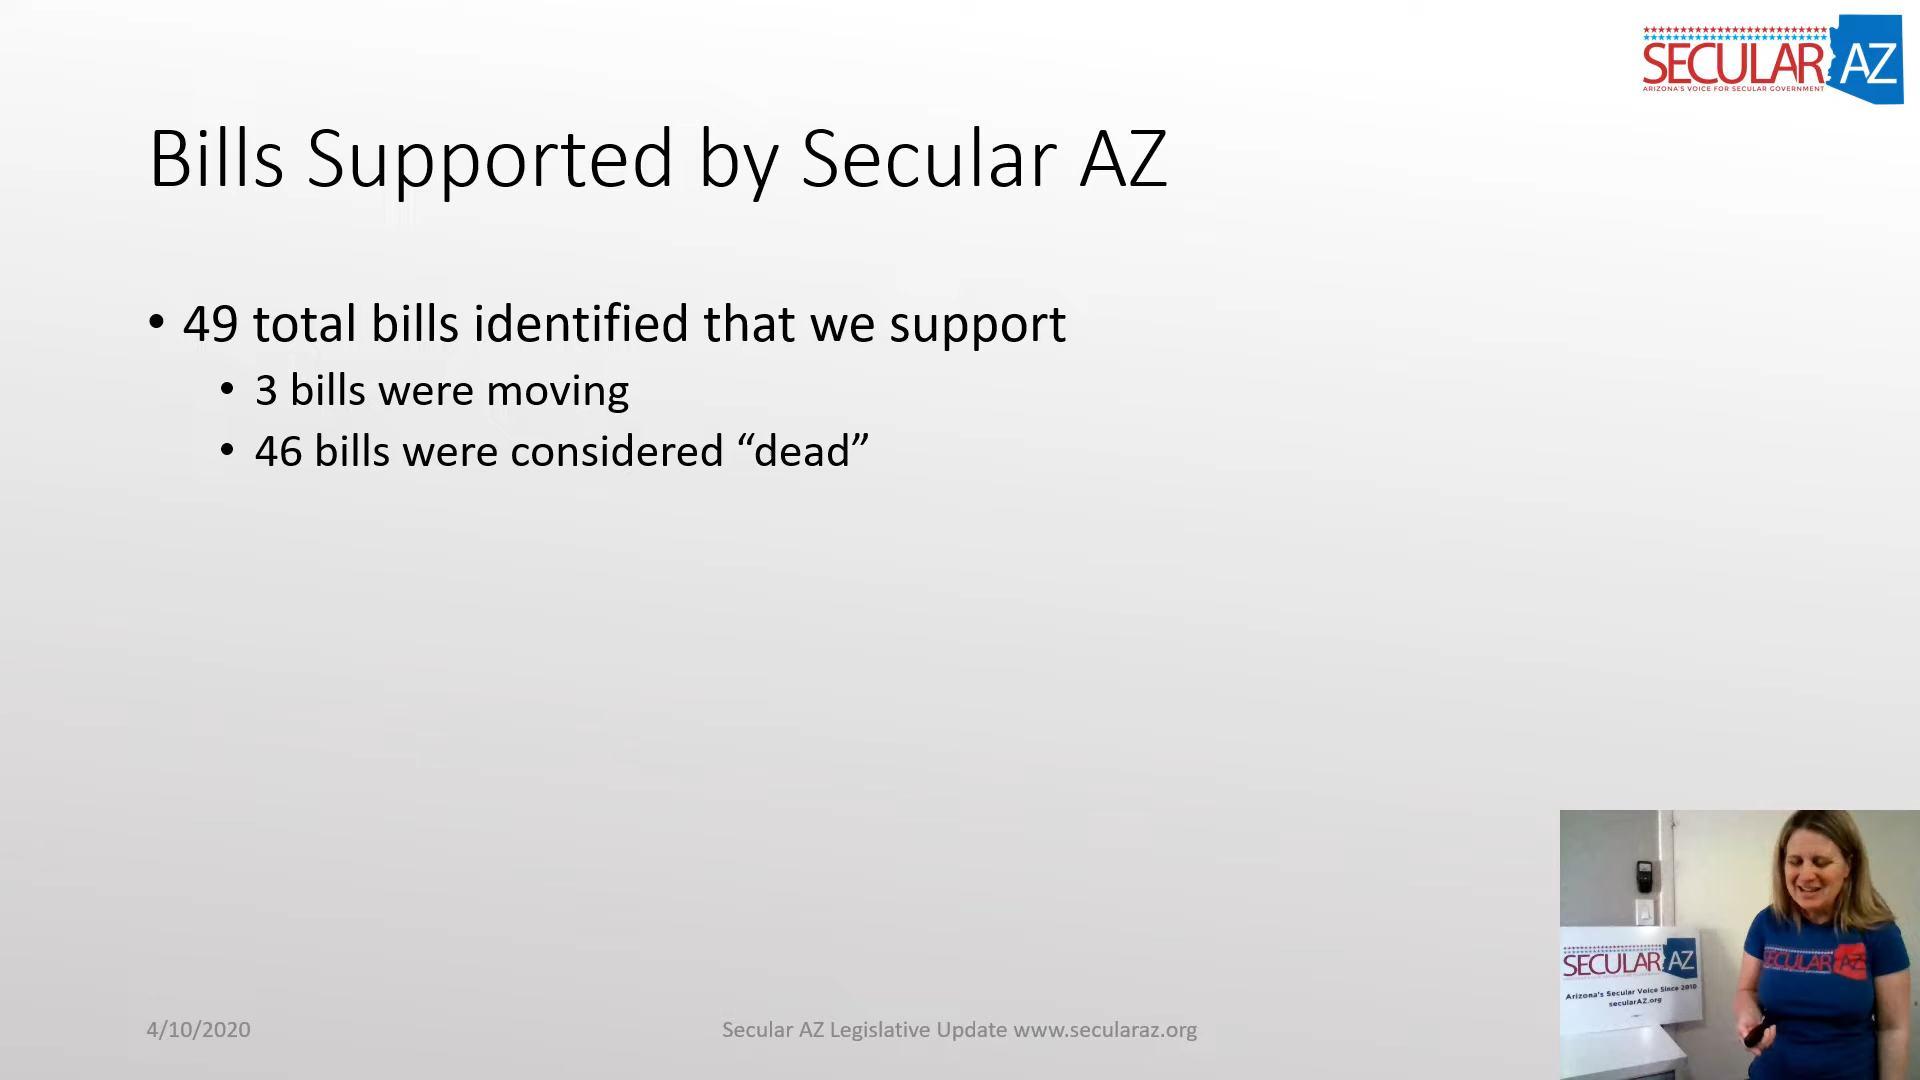 SECULAR AZ
ARIZONA'S VOICE FOR SECULAR GOVERNMENT
Bills Supported by Secular AZ
• 49 total bills identified that we support
• 3 bills were moving
• 46 bills were considered “dead”
SECULAR AZ
Arizona's Secular Voice Since 2010
secularAZ.org
SECULAR AZ
4/10/2020
Secular AZ Legislative Update www.secularaz.org